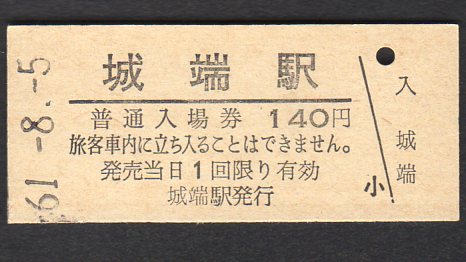 61.-8.-5
城端駅
普通入場券 140円
旅客車内に立ち入ることはできません。
発売当日1回限り有効
城端駅発行
入
城
端
小